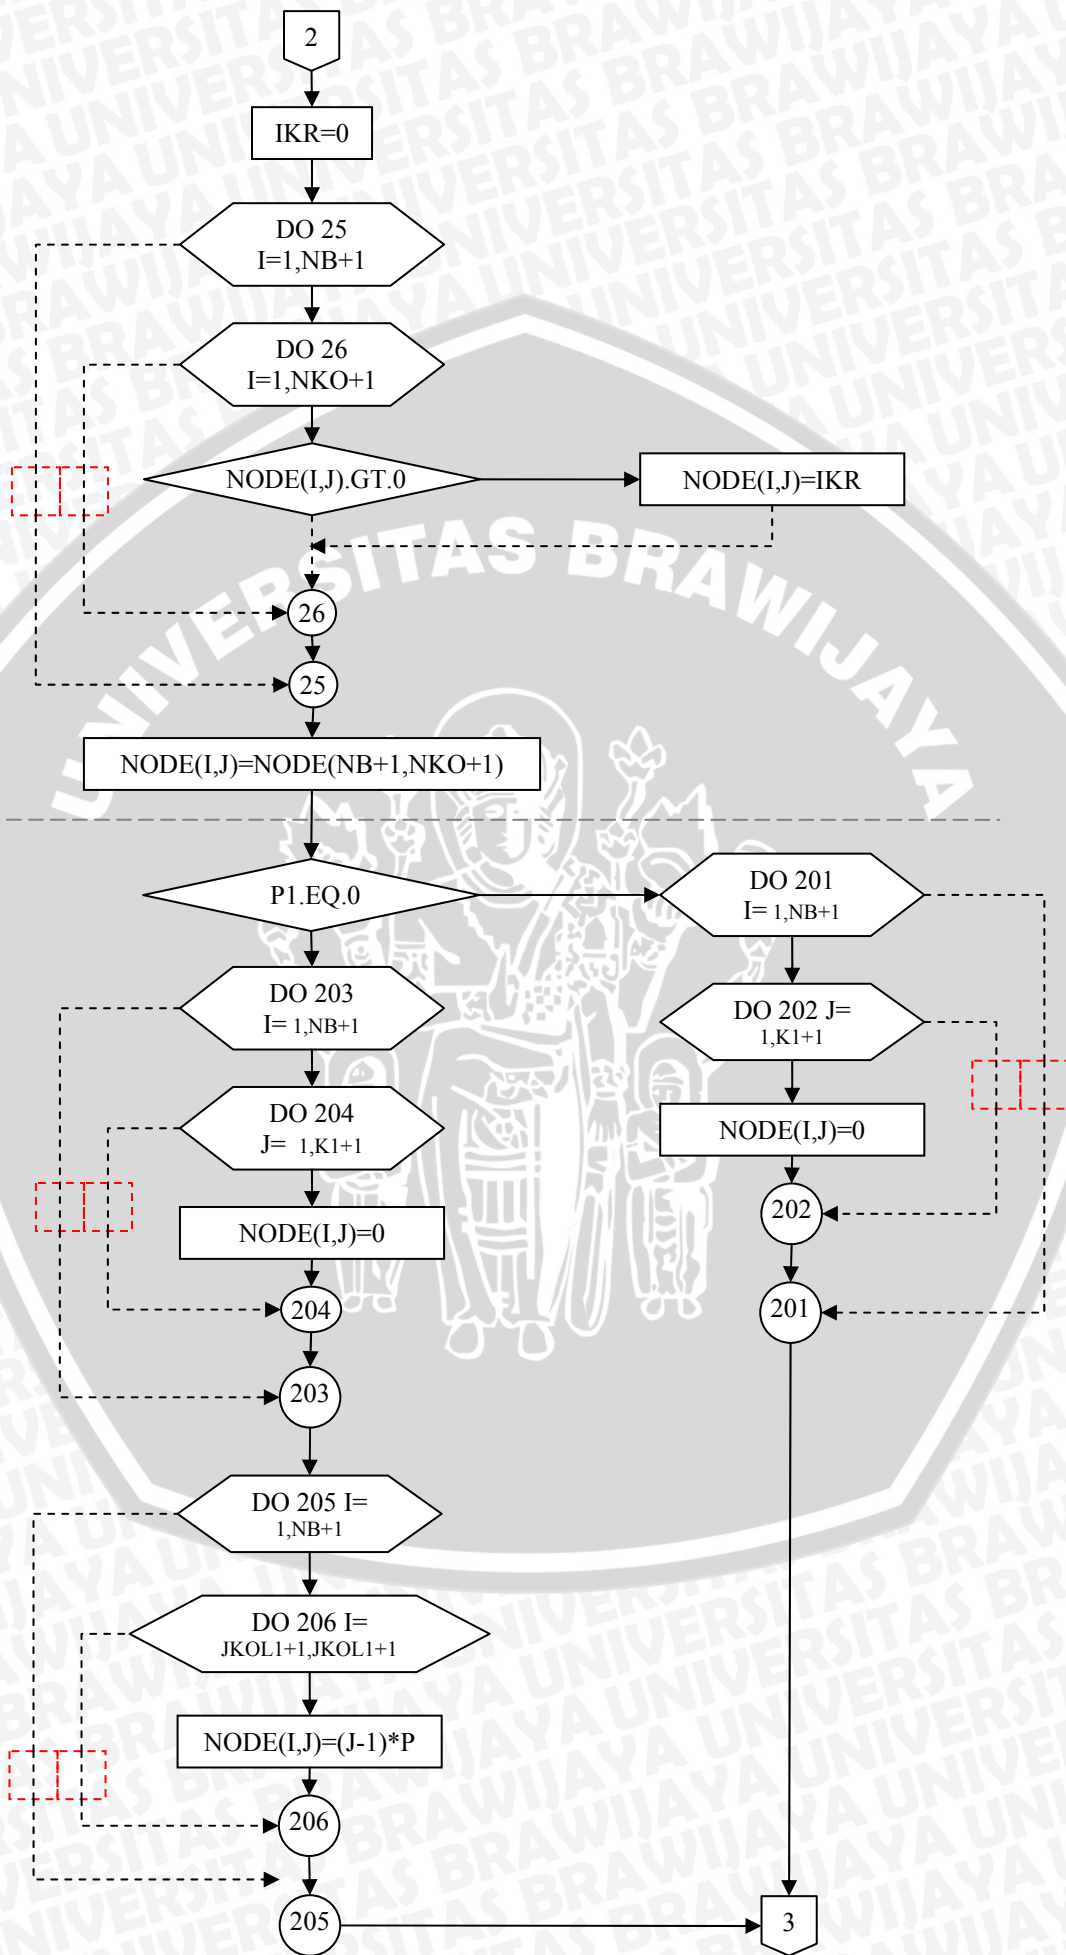 2
IKR=0
DO 25
I=1,NB+1
DO 26
I=1,NKO+1
NODE(I,J).GT.0
NODE(I,J)=IKR
26
25
NODE(I,J)=NODE(NB+1,NKO+1)
P1.EQ.0
DO 201
I= 1,NB+1
DO 203
I= 1,NB+1
DO 202 J=
1,K1+1
DO 204
J= 1,K1+1
NODE(I,J)=0
NODE(I,J)=0
202
204
201
203
DO 205 I=
1,NB+1
DO 206 I=
JKOL1+1,JKOL1+1
NODE(I,J)=(J-1)*P
206
205
3
UNIVERSITAS BRAWIJAYA